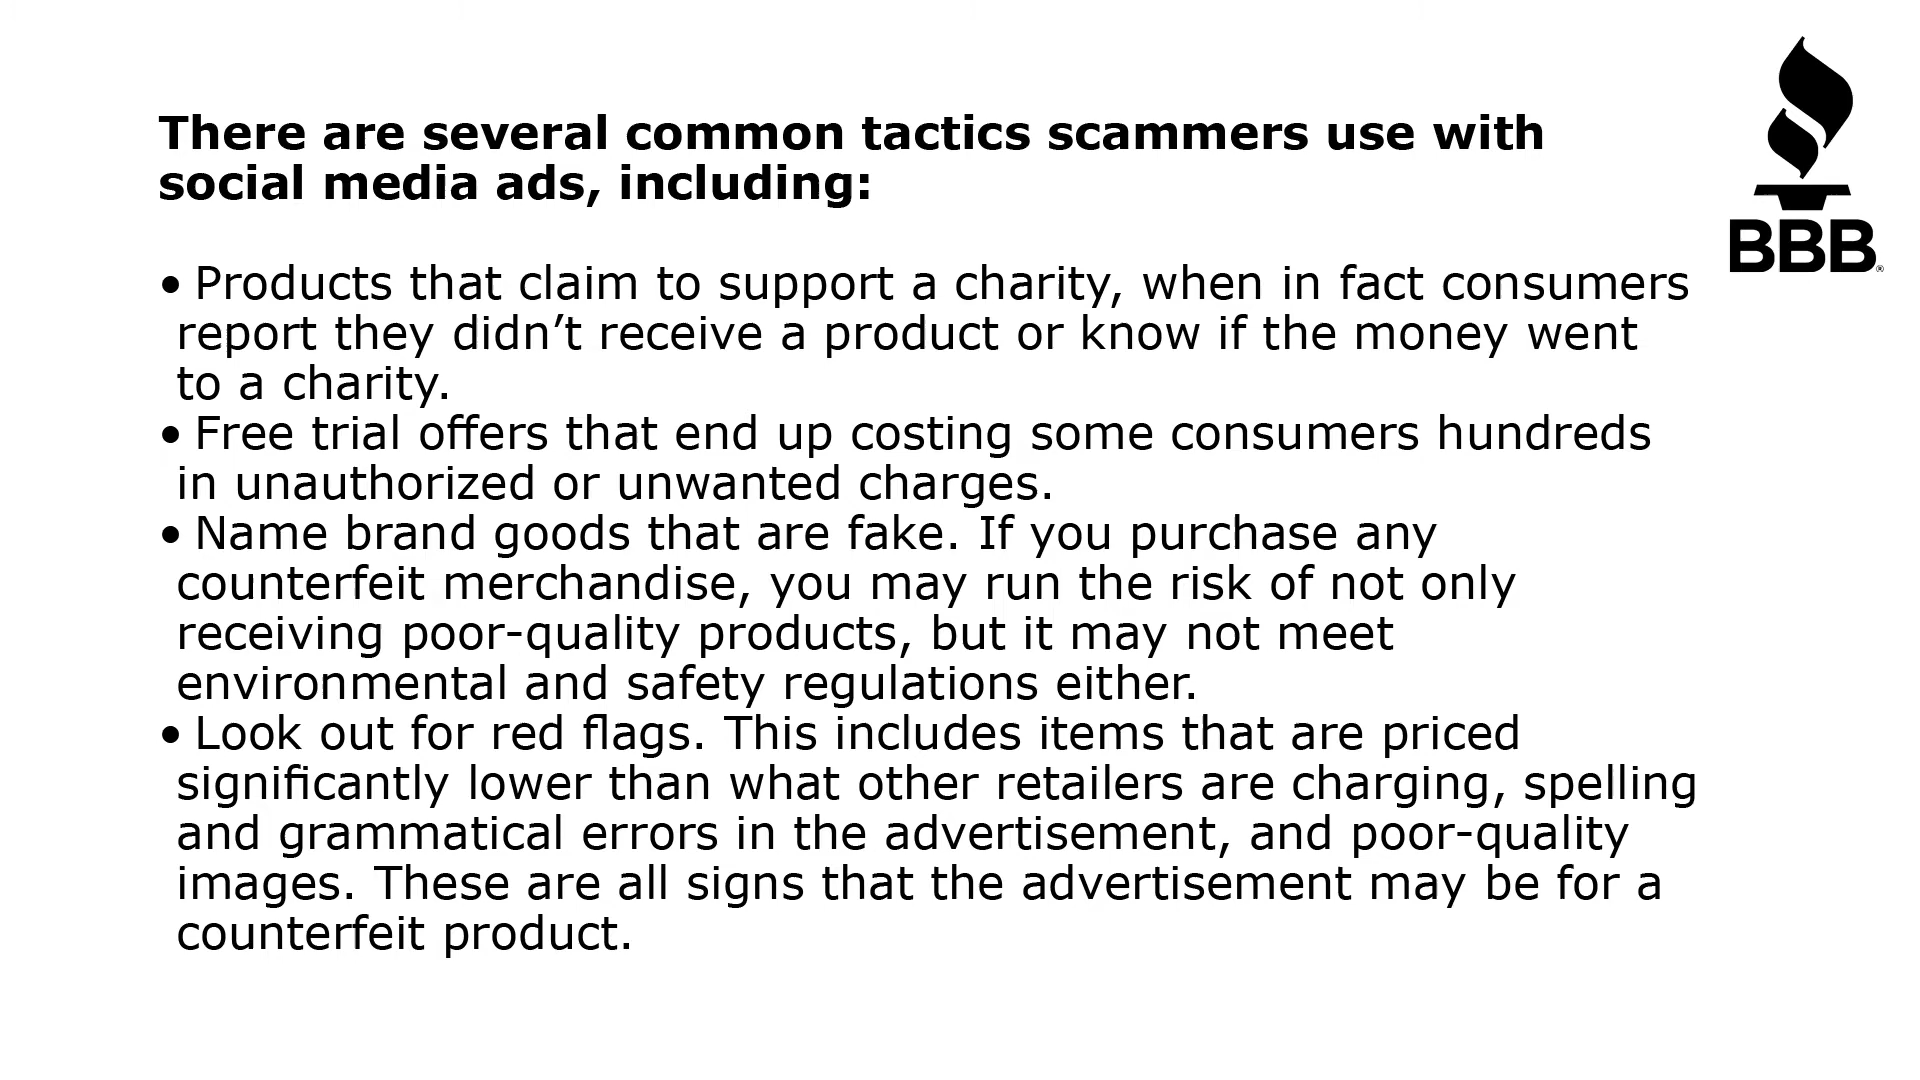 There are several common tactics scammers use with
social media ads, including:
• Products that claim to support a charity, when in fact consumers
report they didn’t receive a product or know if the money went
to a charity.
• Free trial offers that end up costing some consumers hundreds
in unauthorized or unwanted charges.
• Name brand goods that are fake. If you purchase any
counterfeit merchandise, you may run the risk of not only
receiving poor-quality products, but it may not meet
environmental and safety regulations either.
• Look out for red flags. This includes items that are priced
significantly lower than what other retailers are charging, spelling
and grammatical errors in the advertisement, and poor-quality
images. These are all signs that the advertisement may be for a
counterfeit product.
BBB®